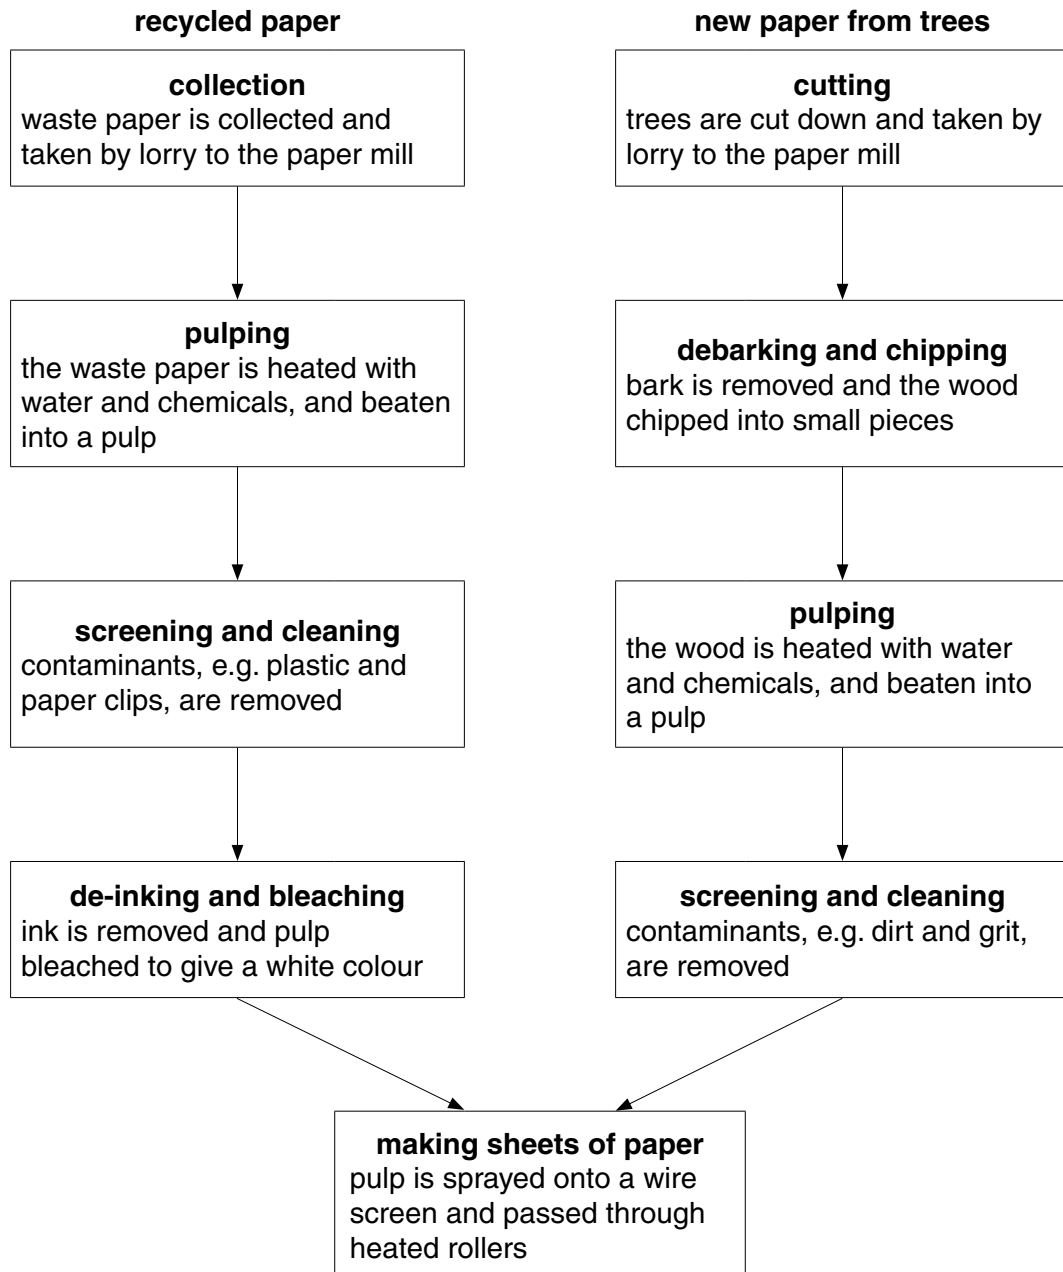 recycled paper
collection
waste paper is collected and
taken by lorry to the paper mill
pulping
the waste paper is heated with
water and chemicals, and beaten
into a pulp
screening and cleaning
contaminants, e.g. plastic and
paper clips, are removed
de-inking and bleaching
ink is removed and pulp
bleached to give a white colour
new paper from trees
cutting
trees are cut down and taken by
lorry to the paper mill
debarking and chipping
bark is removed and the wood
chipped into small pieces
pulping
the wood is heated with water
and chemicals, and beaten into
a pulp
screening and cleaning
contaminants, e.g. dirt and grit,
are removed
making sheets of paper
pulp is sprayed onto a wire
screen and passed through
heated rollers